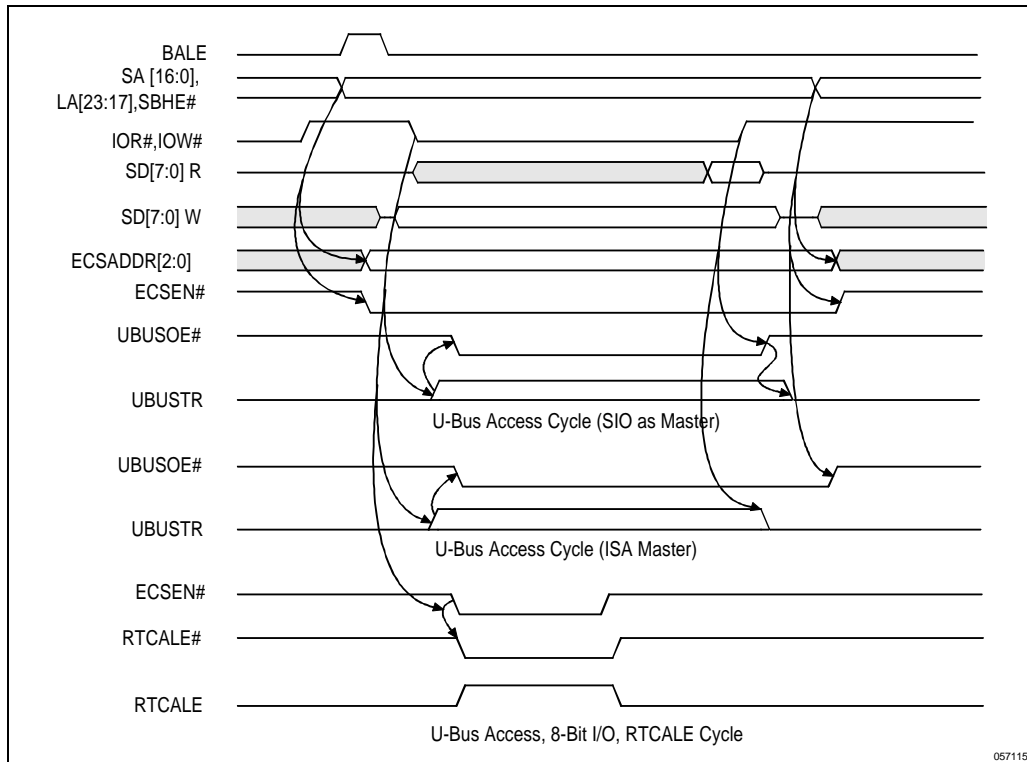 BALE
SA [16:0],
LA[23:17],SBHE#
IOR#,IOW#
SD[7:0] R
SD[7:0] W
ECSADDR[2:0]
ECSEN#
UBUSOE#
UBUSTR
U-Bus Access Cycle (SIO as Master)
UBUSOE#
UBUSTR
U-Bus Access Cycle (ISA Master)
ECSEN#
RTCALE#
RTCALE
U-Bus Access, 8-Bit I/O, RTCALE Cycle
057115